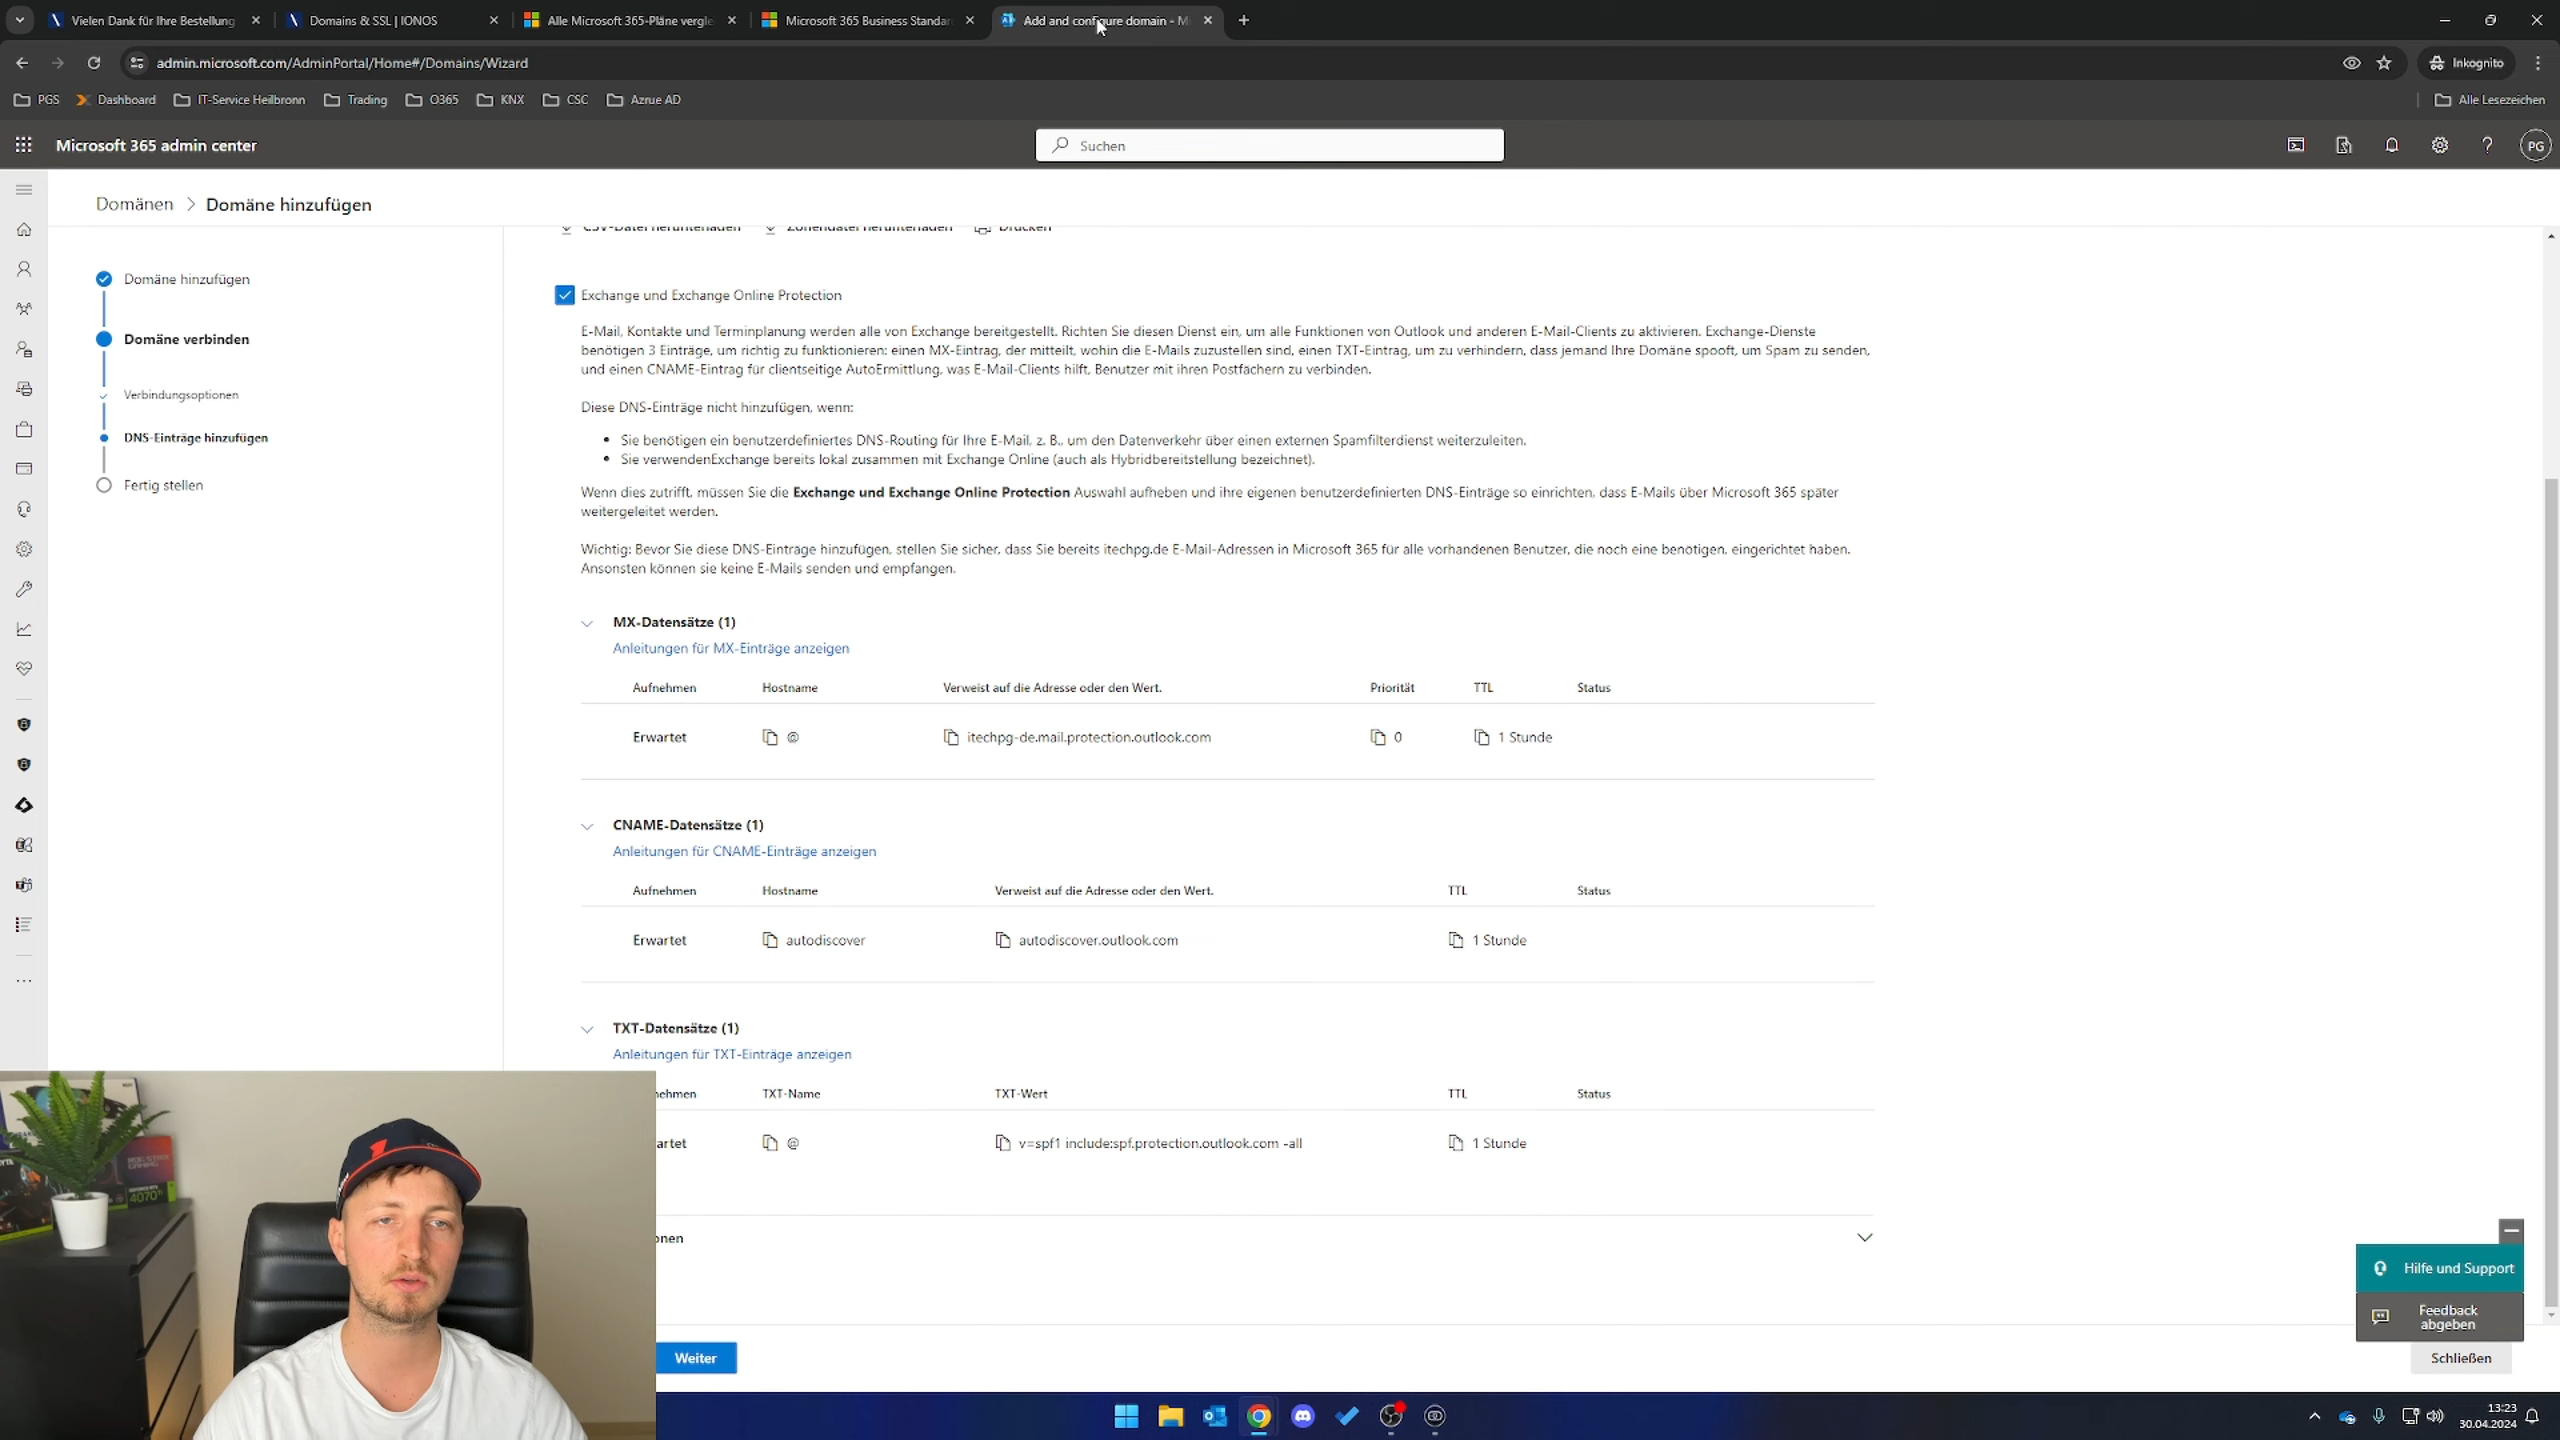 Vielen Dank für Ihre Bestellung
Domains & SSL | IONOS
Alle Microsoft 365-Pläne vergle
Microsoft 365 Business Standar
Add and configure domain - M
admin.microsoft.com/AdminPortal/Home#/Domains/Wizard
Inkognito
PGS
Dashboard
IT-Service Heilbronn
Trading
O365
KNX
CSC
Azrue AD
Alle Lesezeichen
Microsoft 365 admin center
Suchen
PG
Domänen > Domäne hinzufügen
CSV-Datei herunterladen
Zonendatei herunterladen
Drucken
Domäne hinzufügen
Domäne verbinden
Verbindungsoptionen
DNS-Einträge hinzufügen
Fertig stellen
Exchange und Exchange Online Protection
E-Mail, Kontakte und Terminplanung werden alle von Exchange bereitgestellt. Richten Sie diesen Dienst ein, um alle Funktionen von Outlook und anderen E-Mail-Clients zu aktivieren. Exchange-Dienste
benötigen 3 Einträge, um richtig zu funktionieren: einen MX-Eintrag, der mitteilt, wohin die E-Mails zuzustellen sind, einen TXT-Eintrag, um zu verhindern, dass jemand Ihre Domäne spooft, um Spam zu senden,
und einen CNAME-Eintrag für clientseitige AutoErmittlung, was E-Mail-Clients hilft, Benutzer mit ihren Postfächern zu verbinden.
Diese DNS-Einträge nicht hinzufügen, wenn:
• Sie benötigen ein benutzerdefiniertes DNS-Routing für Ihre E-Mail, z. B., um den Datenverkehr über einen externen Spamfilterdienst weiterzuleiten.
• Sie verwendenExchange bereits lokal zusammen mit Exchange Online (auch als Hybridbereitstellung bezeichnet).
Wenn dies zutrifft, müssen Sie die Exchange und Exchange Online Protection Auswahl aufheben und ihre eigenen benutzerdefinierten DNS-Einträge so einrichten, dass E-Mails über Microsoft 365 später
weitergeleitet werden.
Wichtig: Bevor Sie diese DNS-Einträge hinzufügen, stellen Sie sicher, dass Sie bereits itechpg.de E-Mail-Adressen in Microsoft 365 für alle vorhandenen Benutzer, die noch eine benötigen, eingerichtet haben.
Ansonsten können sie keine E-Mails senden und empfangen.
MX-Datensätze (1)
Anleitungen für MX-Einträge anzeigen
Aufnehmen Hostname Verweist auf die Adresse oder den Wert. Priorität TTL Status
Erwartet @ itechpg-de.mail.protection.outlook.com 0 1 Stunde
CNAME-Datensätze (1)
Anleitungen für CNAME-Einträge anzeigen
Aufnehmen Hostname Verweist auf die Adresse oder den Wert. TTL Status
Erwartet autodiscover autodiscover.outlook.com 1 Stunde
TXT-Datensätze (1)
Anleitungen für TXT-Einträge anzeigen
nehmen TXT-Name TXT-Wert TTL Status
artet @ v=spf1 include:spf.protection.outlook.com -all 1 Stunde
onen
4070 Ti
Hilfe und Support
Feedback
abgeben
Weiter
Schließen
13:23
30.04.2024